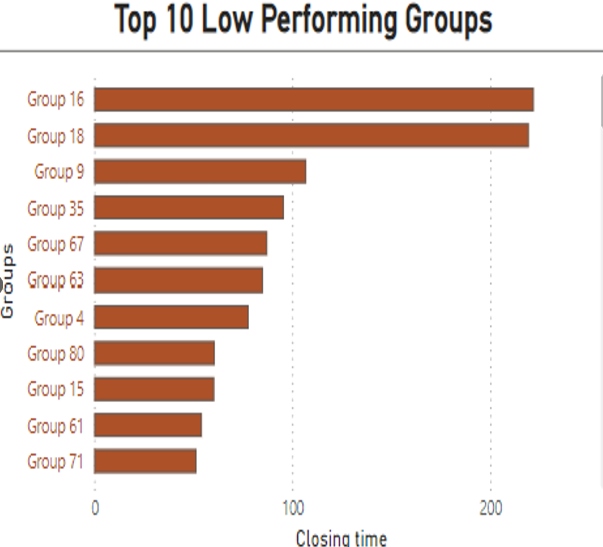 Top 10 Low Performing Groups
Groups
Group 16
Group 18
Group 9
Group 35
Group 67
Group 63
Group 4
Group 80
Group 15
Group 61
Group 71
0 100 200
Closing time